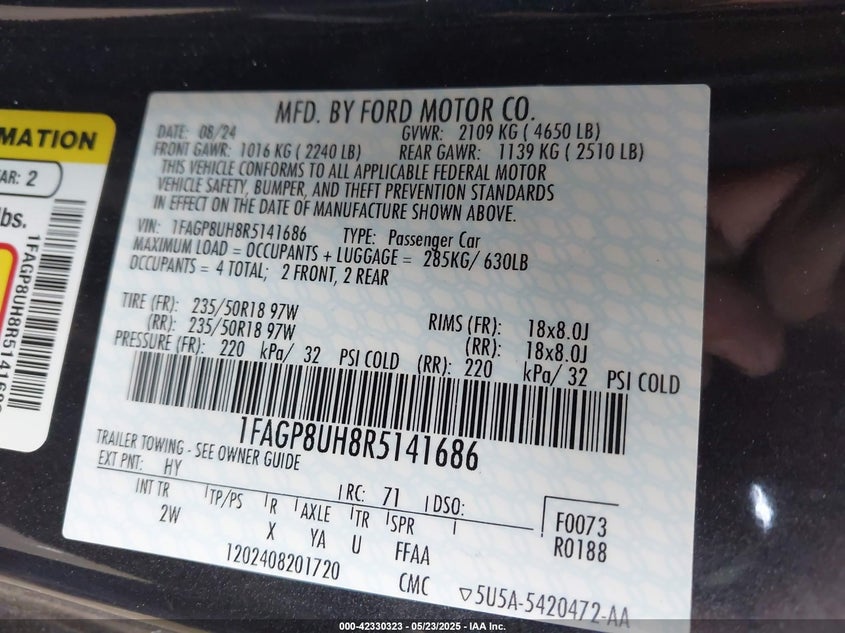 MATION
AR: 2
lbs.
1FAGP8UH8R514168
MFD. BY FORD MOTOR CO.
DATE: 08/24 GVWR: 2109 KG ( 4650 LB)
FRONT GAWR: 1016 KG ( 2240 LB) REAR GAWR: 1139 KG ( 2510 LB)
THIS VEHICLE CONFORMS TO ALL APPLICABLE FEDERAL MOTOR
VEHICLE SAFETY, BUMPER, AND THEFT PREVENTION STANDARDS
IN EFFECT ON THE DATE OF MANUFACTURE SHOWN ABOVE.
VIN: 1FAGP8UH8R5141686 TYPE: Passenger Car
MAXIMUM LOAD = OCCUPANTS + LUGGAGE = 285KG/ 630LB
OCCUPANTS = 4 TOTAL; 2 FRONT, 2 REAR
TIRE (FR): 235/50R18 97W RIMS (FR): 18x8.0J
(RR): 235/50R18 97W (RR): 18x8.0J
PRESSURE (FR): 220 kPa/ 32 PSI COLD (RR): 220 kPa/ 32 PSI COLD
1FAGP8UH8R5141686
TRAILER TOWING - SEE OWNER GUIDE
EXT PNT: HY RC: 71 DSO:
INT TR TP/PS R AXLE TR SPR F0073
2W X YA U FFAA R0188
1202408201720 CMC ▽5U5A-5420472-AA
000-42330323 - 05/23/2025 - IAA Inc.